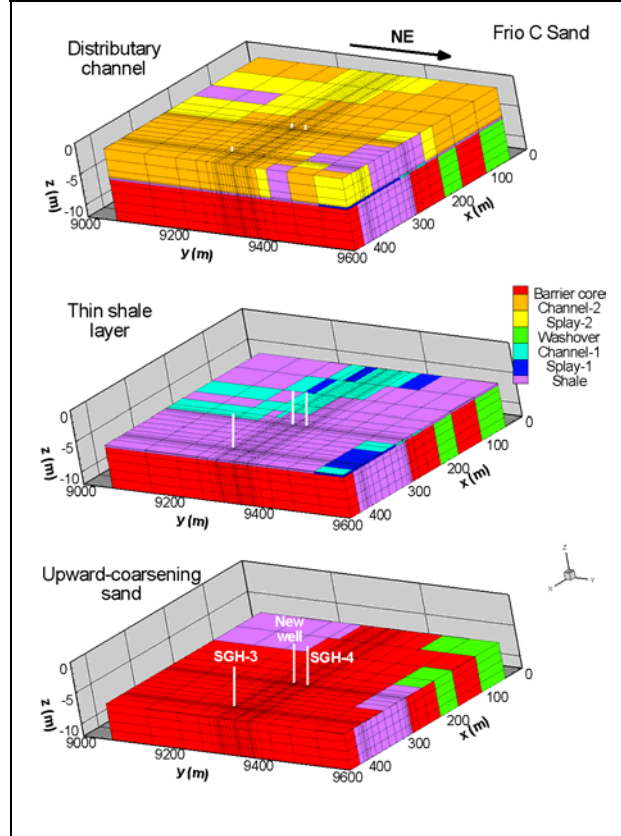 Distributary
channel
NE
Frio C Sand
0
-5
-10
z (m)
9000
9200
9400
9600
y (m)
400
300
200
100
0
x (m)
Thin shale
layer
Barrier core
Channel-2
Splay-2
Washover
Channel-1
Splay-1
Shale
0
-5
-10
z (m)
9000
9200
9400
9600
y (m)
400
300
200
100
0
x (m)
Upward-coarsening
sand
New
well
SGH-3
SGH-4
0
-5
-10
z (m)
9000
9200
9400
9600
y (m)
400
300
200
100
0
x (m)
Z
X
Y